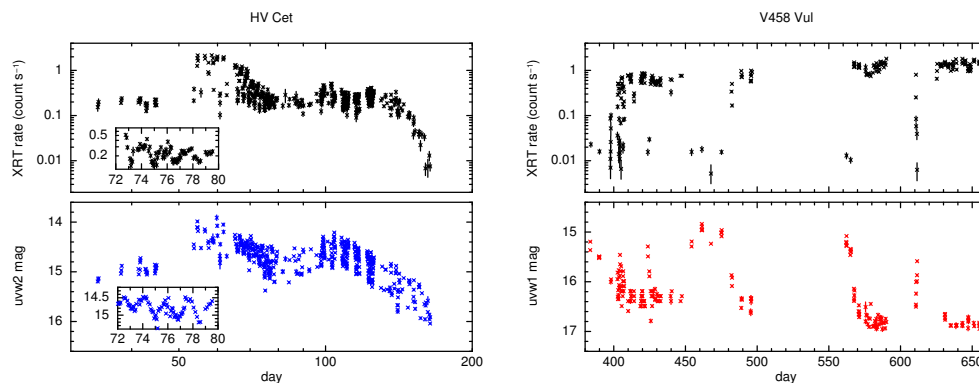 HV Cet
V458 Vul
XRT rate (count s⁻¹)
1
0.1
0.01
0.5
0.2
72 74 76 78 80
XRT rate (count s⁻¹)
1
0.1
0.01
uvw2 mag
14
15
16
14.5
15
72 74 76 78 80
50 100 200
day
uvw1 mag
15
16
17
400 450 500 550 600 650
day